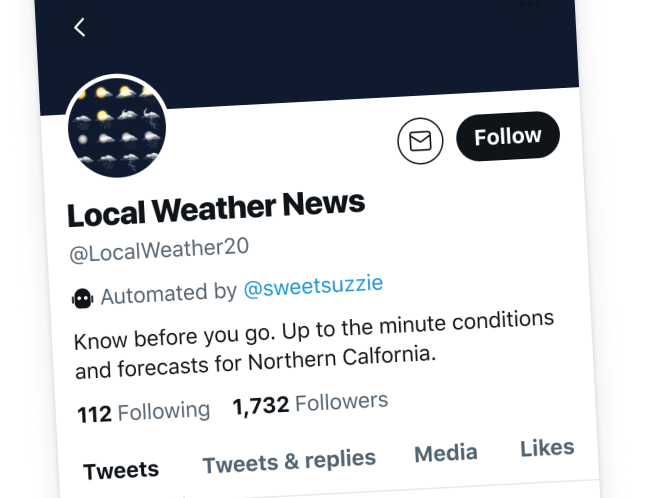 Follow
Local Weather News
@LocalWeather20
Automated by @sweetsuzzie
Know before you go. Up to the minute conditions
and forecasts for Northern Calfornia.
112 Following 1,732 Followers
Tweets Tweets & replies Media Likes